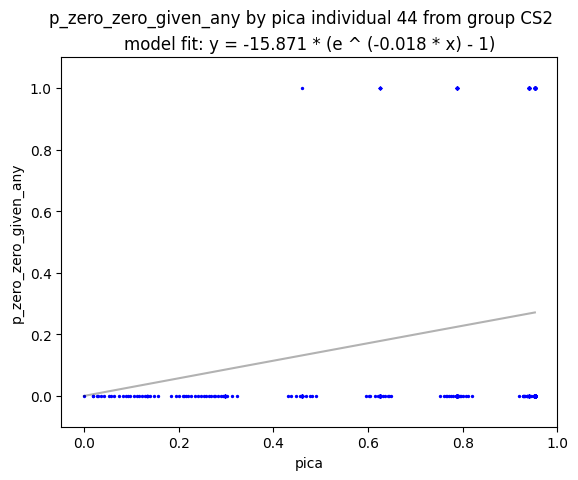 p_zero_zero_given_any by pica individual 44 from group CS2
model fit: y = -15.871 * (e ^ (-0.018 * x) - 1)
1.0
0.8
0.6
0.4
0.2
0.0
p_zero_zero_given_any
0.0 0.2 0.4 0.6 0.8 1.0
pica